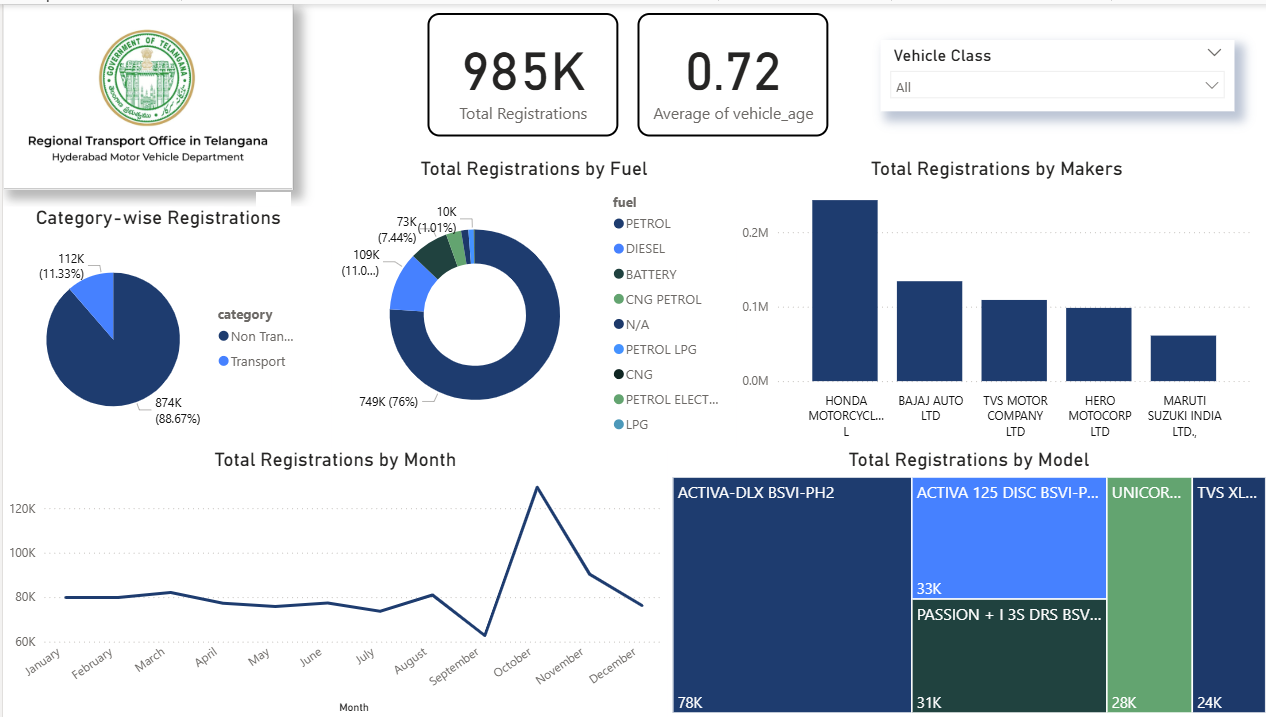 GOVERNMENT OF TELANGANA
Regional Transport Office in Telangana
Hyderabad Motor Vehicle Department
985K
Total Registrations
0.72
Average of vehicle_age
Vehicle Class
All
Category-wise Registrations
112K
(11.33%)
874K
(88.67%)
category
Non Tran...
Transport
Total Registrations by Fuel
10K
(1.01%)
73K
(7.44%)
109K
(11.0...)
749K (76%)
fuel
PETROL
DIESEL
BATTERY
CNG PETROL
N/A
PETROL LPG
CNG
PETROL ELECT...
LPG
Total Registrations by Makers
0.2M
0.1M
0.0M
HONDA
MOTORCYCL...
L
BAJAJ AUTO
LTD
TVS MOTOR
COMPANY
LTD
HERO
MOTOCORP
LTD
MARUTI
SUZUKI INDIA
LTD.,
Total Registrations by Month
120K
100K
80K
60K
January
February
March
April
May
June
July
August
September
October
November
December
Month
Total Registrations by Model
ACTIVA-DLX BSVI-PH2
78K
ACTIVA 125 DISC BSVI-P...
33K
PASSION + I 3S DRS BSV...
31K
UNICOR...
28K
TVS XL...
24K